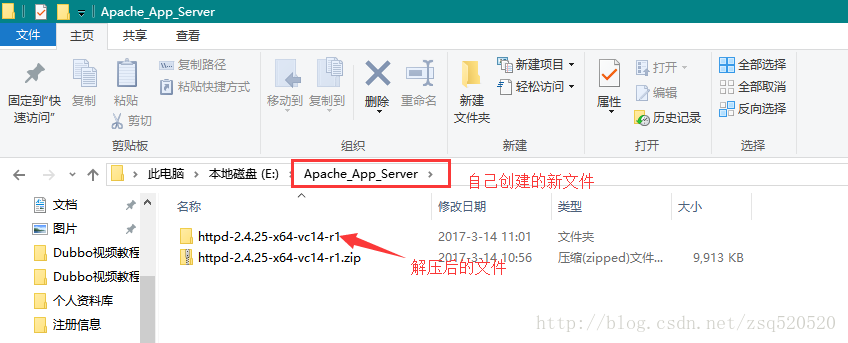 Apache_App_Server
文件 主页 共享 查看
固定到"快速访问"
复制
粘贴
复制路径
粘贴快捷方式
剪切
剪贴板
移动到
复制到
删除
重命名
组织
新建文件夹
新建项目
轻松访问
新建
属性
打开
编辑
历史记录
打开
全部选择
全部取消
反向选择
选择
此电脑 本地磁盘 (E:) Apache_App_Server
自己创建的新文件
文档
图片
Dubbo视频教程
Dubbo视频教程
个人资料库
注册信息
名称 修改日期 类型 大小
httpd-2.4.25-x64-vc14-r1 2017-3-14 11:01 文件夹
httpd-2.4.25-x64-vc14-r1.zip 2017-3-14 10:56 压缩(zipped)文件... 9,913 KB
解压后的文件
http://blog.csdn.net/zsq520520